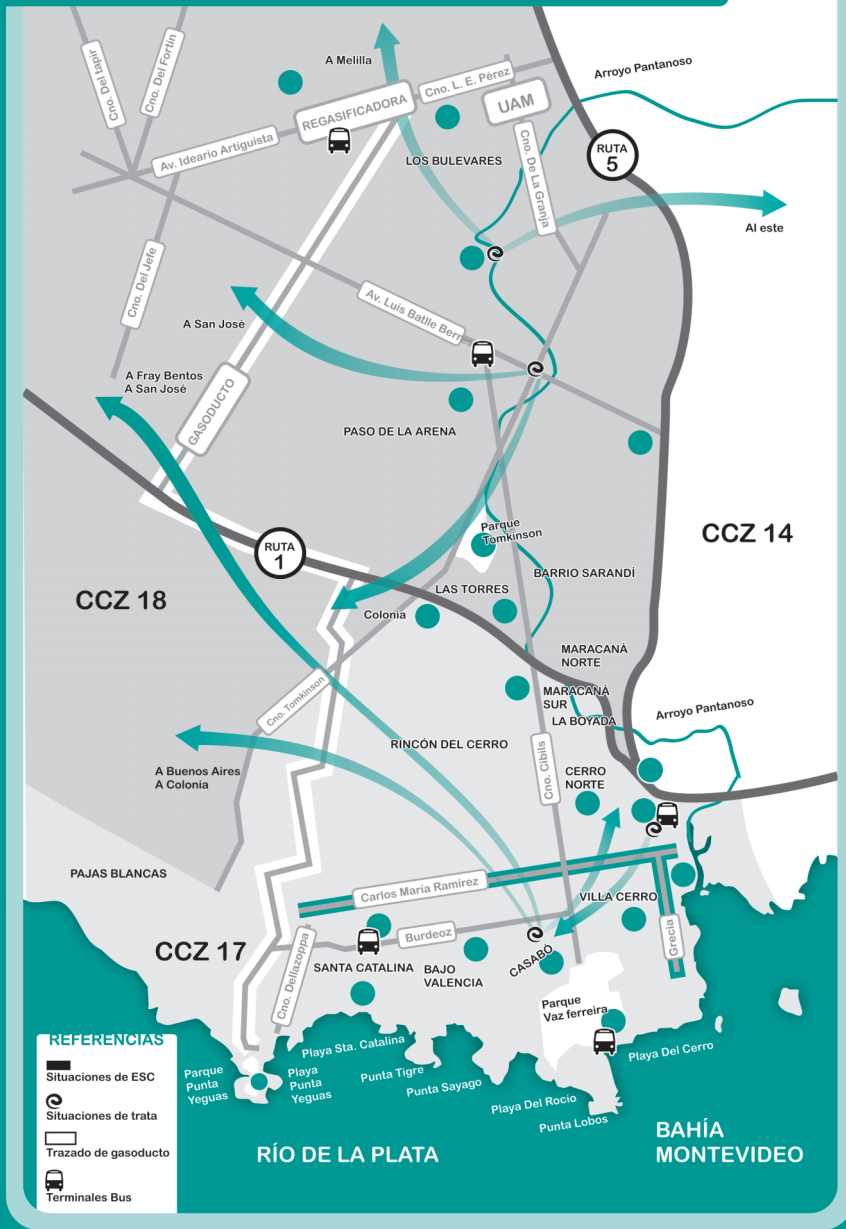 A Melilla
Arroyo Pantanoso
Cno. Del Tapir
Cno. Del Fortín
Cno. L. E. Pérez
REGASIFICADORA
UAM
Av. Ideario Artiguista
LOS BULEVARES
Cno. De La Granja
RUTA
5
Al este
Cno. Del Jefe
Av. Luis Batlle Berres
A San José
A Fray Bentos
A San José
GASODUCTO
PASO DE LA ARENA
Parque
Tomkinson
CCZ 14
RUTA
1
BARRIO SARANDÍ
LAS TORRES
CCZ 18
Colonia
MARACANÁ
NORTE
MARACANÁ
SUR
LA BOYADA
Arroyo Pantanoso
Cno. Tomkinson
RINCÓN DEL CERRO
Cno. Cibils
A Buenos Aires
A Colonia
CERRO
NORTE
PAJAS BLANCAS
Carlos María Ramírez
VILLA CERRO
Grecia
CCZ 17
Burdeoz
Cno. Dellazoppa
SANTA CATALINA
BAJO
VALENCIA
CASABÓ
Parque
Vaz ferreira
REFERENCIAS
Situaciones de ESC
Situaciones de trata
Trazado de gasoducto
Terminales Bus
Parque
Punta
Yeguas
Playa Sta. Catalina
Playa
Punta
Yeguas
Punta Tigre
Punta Sayago
Playa Del Rocío
Punta Lobos
Playa Del Cerro
RÍO DE LA PLATA
BAHÍA
MONTEVIDEO